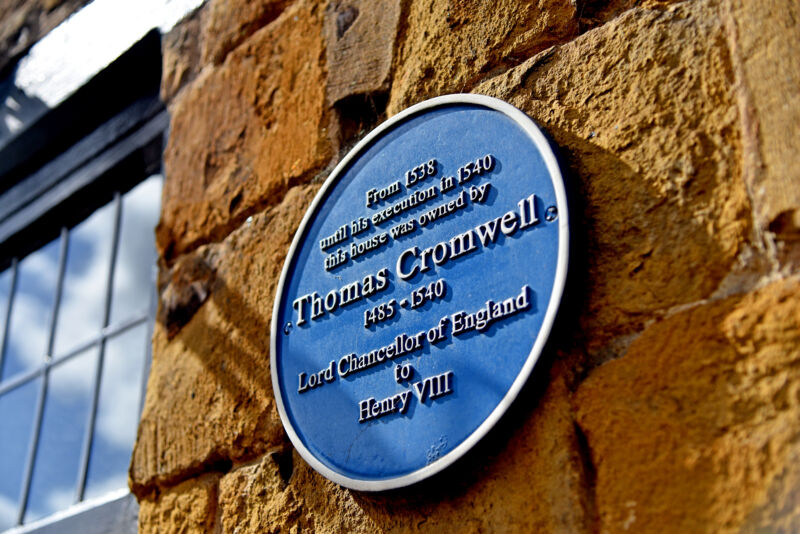 From 1538
until his execution in 1540
this house was owned by
Thomas Cromwell
1485 - 1540
Lord Chancellor of England
to
Henry VIII